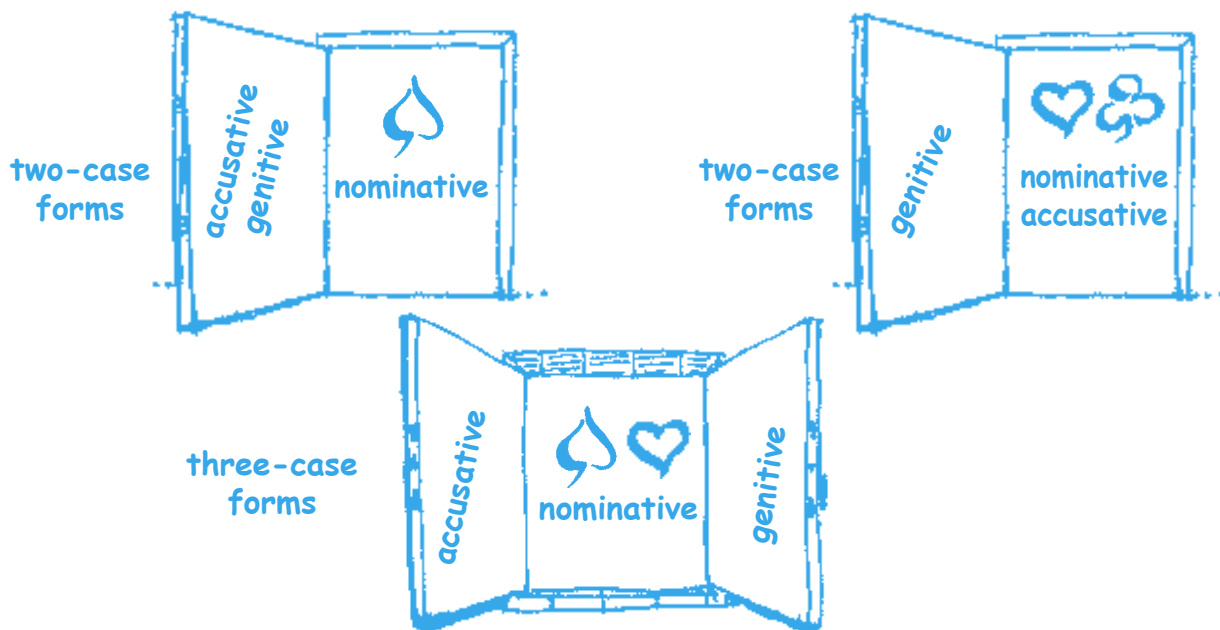 two-case
forms
accusative
genitive
nominative
two-case
forms
genitive
nominative
accusative
three-case
forms
accusative
nominative
genitive